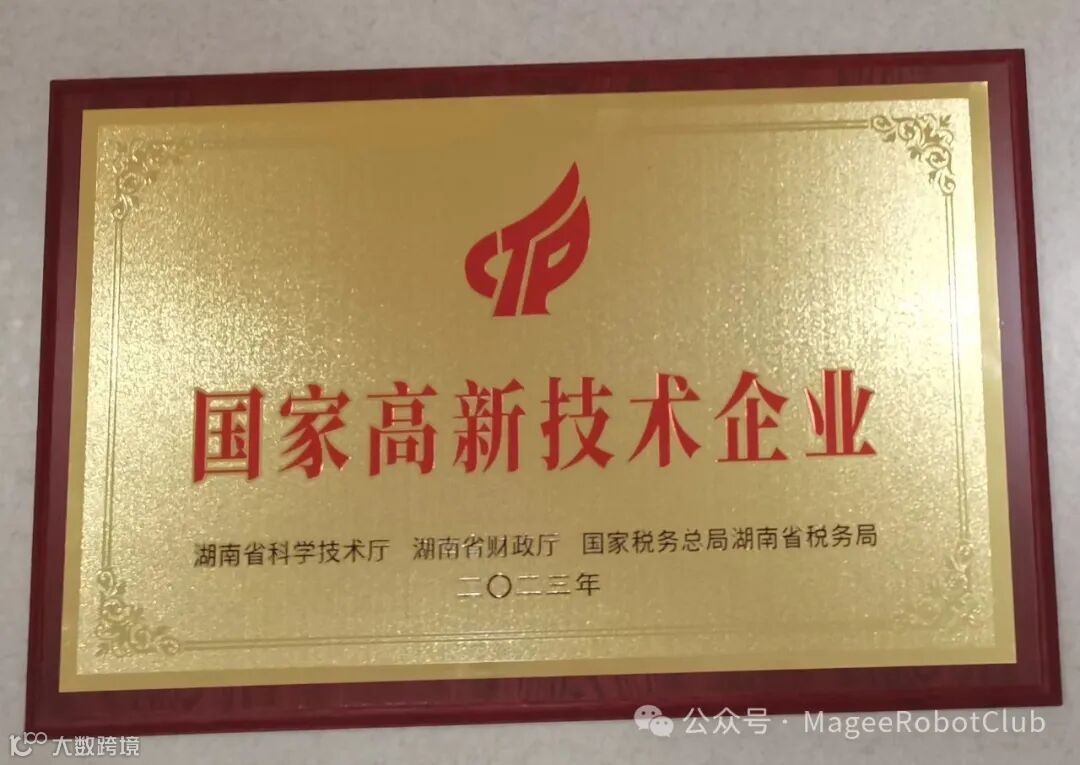 国家高新技术企业
湖南省科学技术厅 湖南省财政厅 国家税务总局湖南省税务局
二〇二三年
公众号 · MageeRobotClub
大数跨境